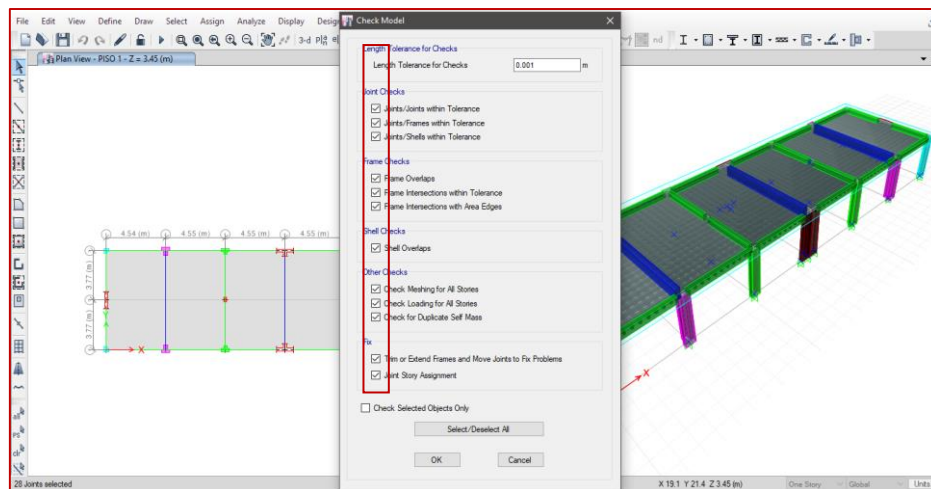 File Edit View Define Draw Select Assign Analyze Display
Check Model
3-d
nd
Plan View - PISO 1 - Z = 3.45 (m)
Length Tolerance for Checks
Length Tolerance for Checks 0.001 m
Joint Checks
Joints/Joints within Tolerance
Joints/Frames within Tolerance
Joints/Shells within Tolerance
Frame Checks
Frame Overlaps
Frame Intersections within Tolerance
Frame Intersections with Area Edges
Shell Checks
Shell Overlaps
Other Checks
Check Meshing for All Stories
Check Loading for All Stories
Check for Duplicate Self Mass
Fix
Trim or Extend Frames and Move Joints to Fix Problems
Joint Story Assignment
Check Selected Objects Only
Select/Deselect All
OK Cancel
4.54 (m) 4.55 (m) 4.55 (m) 4.55 (m)
3.77 (m)
3.77 (m)
Y
X
X
all
ps
clr
28 Joints selected
X 19.1 Y 21.4 Z 3.45 (m)
One Story Global Units